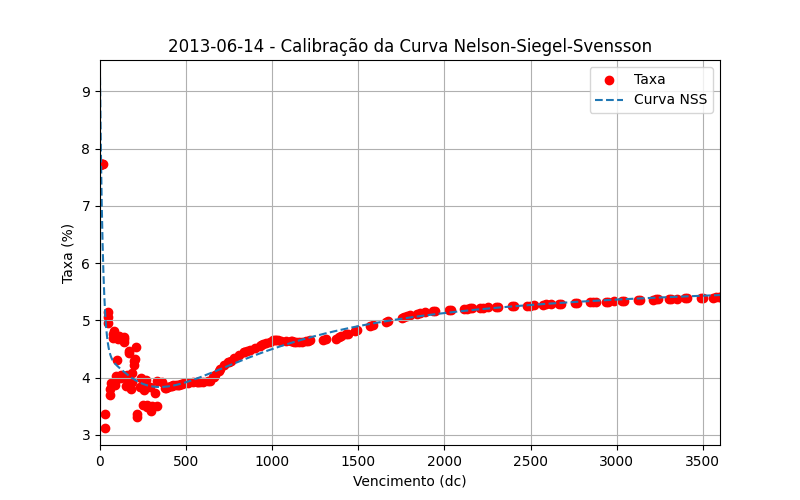 2013-06-14 - Calibração da Curva Nelson-Siegel-Svensson
Taxa
Curva NSS
Taxa (%)
9
8
7
6
5
4
3
0 500 1000 1500 2000 2500 3000 3500
Vencimento (dc)